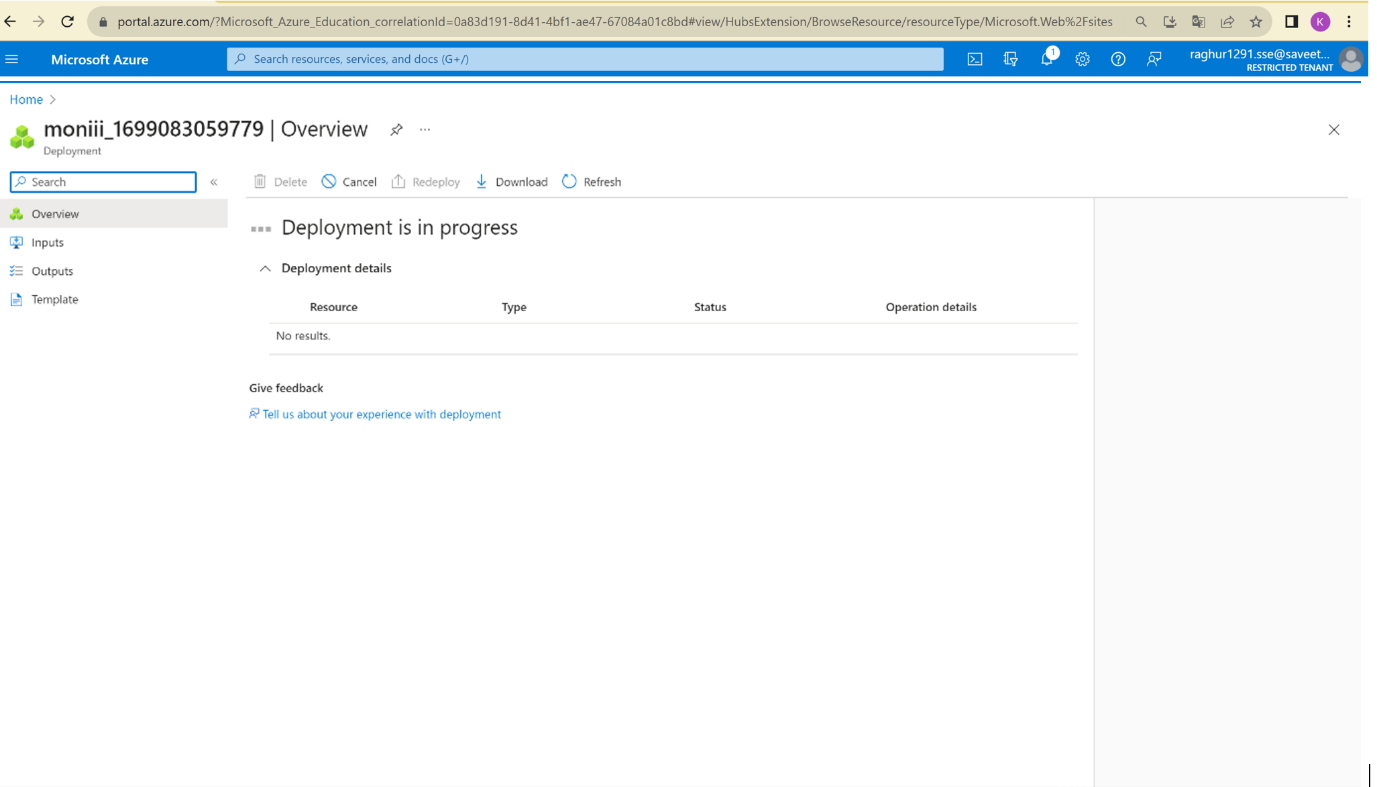 portal.azure.com/?Microsoft_Azure_Education_correlationId=0a83d191-8d41-4bf1-ae47-67084a01c8bd#view/HubsExtension/BrowseResource/resourceType/Microsoft.Web%2Fsites
K
Microsoft Azure
Search resources, services, and docs (G+/)
1
raghur1291.sse@saveet...
RESTRICTED TENANT
Home >
moniii_1699083059779 | Overview
Deployment
Search
«
Delete
Cancel
Redeploy
Download
Refresh
Overview
Inputs
Outputs
Template
Deployment is in progress
Deployment details
Resource Type Status Operation details
No results.
Give feedback
Tell us about your experience with deployment